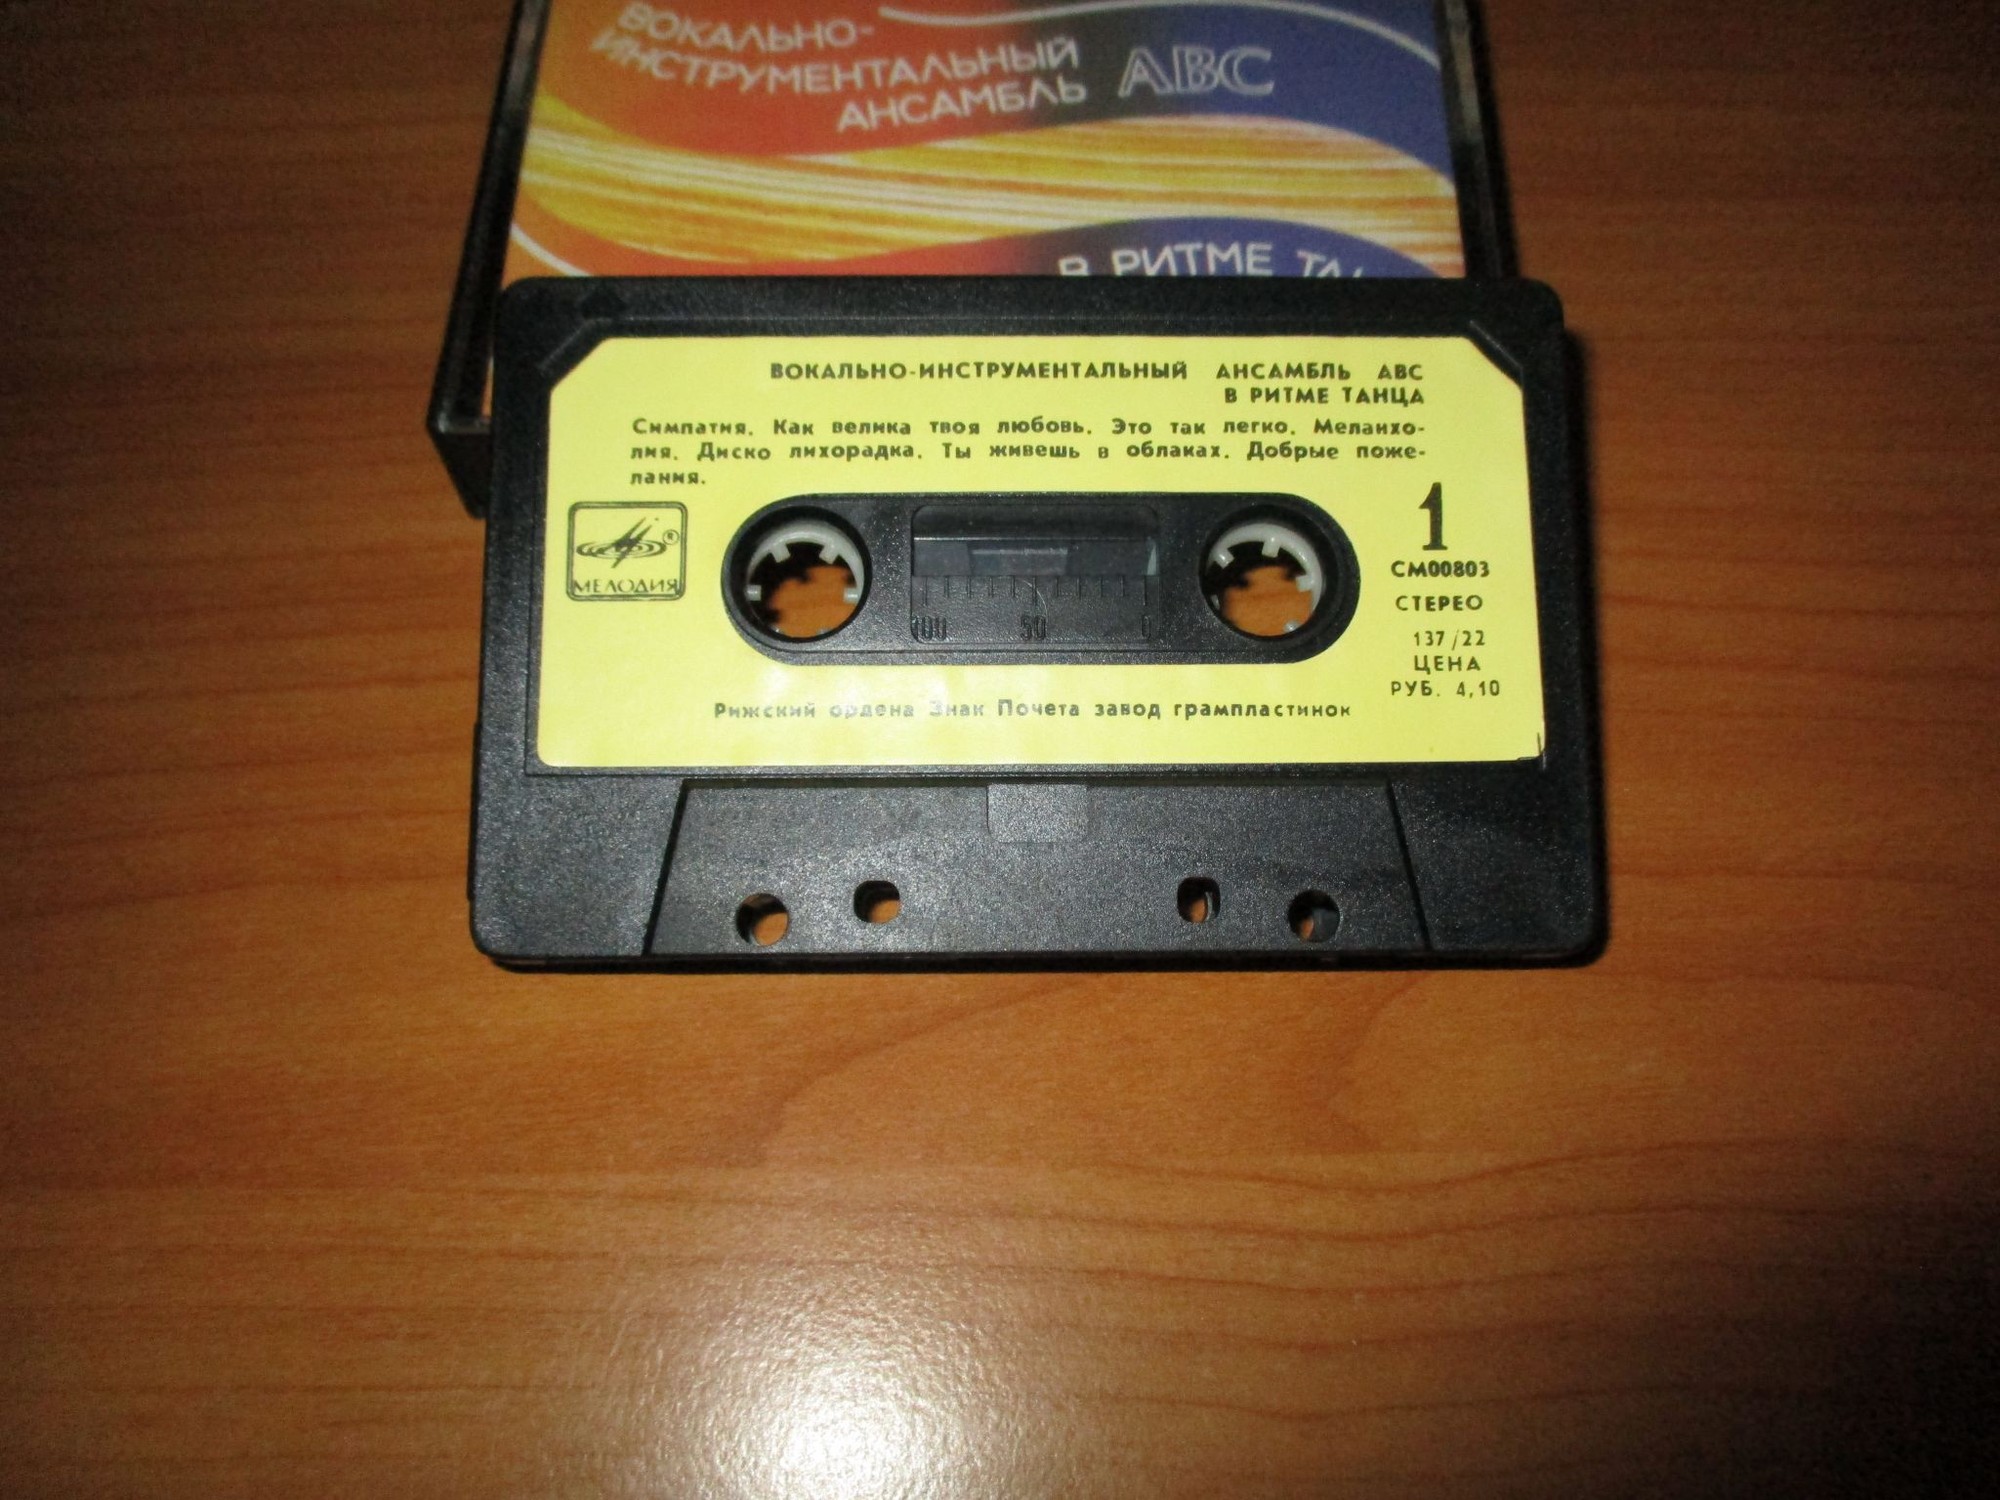 ВОКАЛЬНО-
ИНСТРУМЕНТАЛЬНЫЙ
АНСАМБЛЬ ABC
В РИТМЕ
ВОКАЛЬНО-ИНСТРУМЕНТАЛЬНЫЙ АНСАМБЛЬ АВС
В РИТМЕ ТАНЦА
Симпатия. Как велика твоя любовь. Это так легко. Меланхо-
лия. Диско лихорадка. Ты живешь в облаках. Добрые поже-
лания.
®
МЕЛОДИЯ
1
СМ00803
СТЕРЕО
137/22
ЦЕНА
РУБ. 4,10
100 50 0
Рижский ордена Знак Почета завод грампластинок